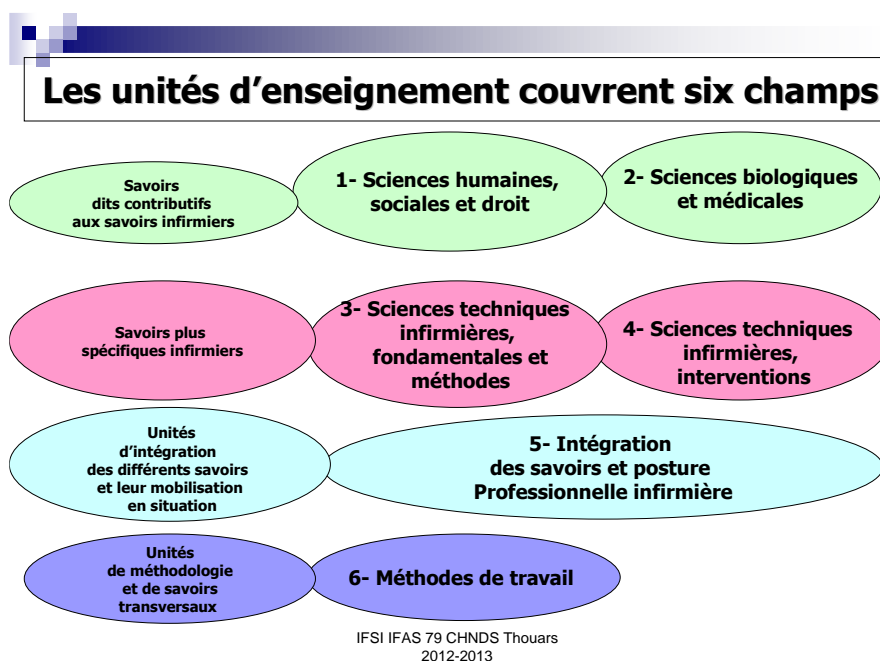 Les unités d'enseignement couvrent six champs
Savoirs
dits contributifs
aux savoirs infirmiers
1- Sciences humaines,
sociales et droit
2- Sciences biologiques
et médicales
Savoirs plus
spécifiques infirmiers
3- Sciences techniques
infirmières,
fondamentales et
méthodes
4- Sciences techniques
infirmières,
interventions
Unités
d'intégration
des différents savoirs
et leur mobilisation
en situation
5- Intégration
des savoirs et posture
Professionnelle infirmière
Unités
de méthodologie
et de savoirs
transversaux
6- Méthodes de travail
IFSI IFAS 79 CHNDS Thouars
2012-2013